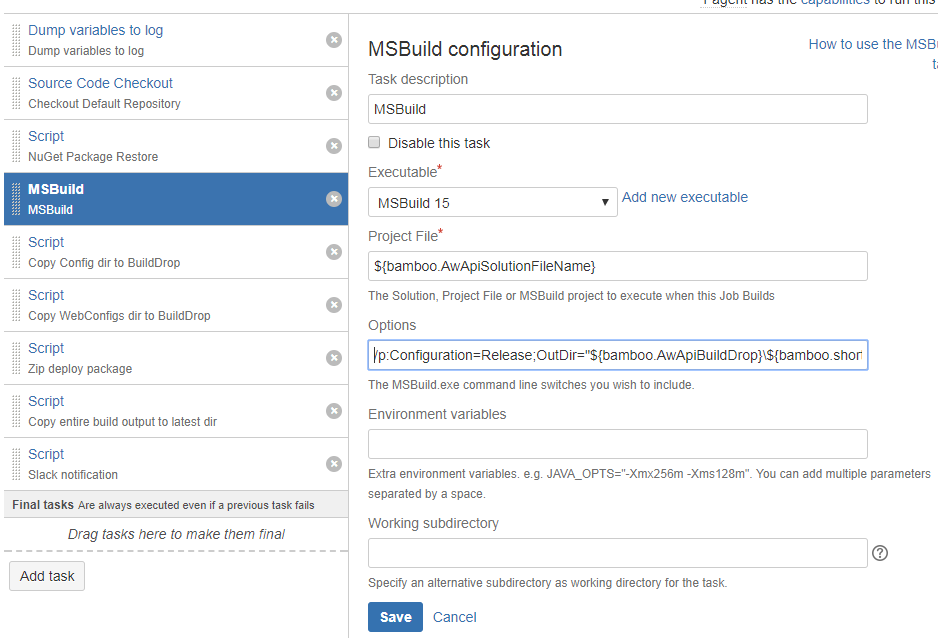 agent has the capabilities to run this
Dump variables to log
Dump variables to log
Source Code Checkout
Checkout Default Repository
Script
NuGet Package Restore
MSBuild
MSBuild
Script
Copy Config dir to BuildDrop
Script
Copy WebConfigs dir to BuildDrop
Script
Zip deploy package
Script
Copy entire build output to latest dir
Script
Slack notification
Final tasks Are always executed even if a previous task fails
Drag tasks here to make them final
Add task
MSBuild configuration
How to use the MSBu
ta
Task description
MSBuild
Disable this task
Executable*
MSBuild 15
Add new executable
Project File*
${bamboo.AwApiSolutionFileName}
The Solution, Project File or MSBuild project to execute when this Job Builds
Options
/p:Configuration=Release;OutDir="${bamboo.AwApiBuildDrop}\${bamboo.shor
The MSBuild.exe command line switches you wish to include.
Environment variables
Extra environment variables. e.g. JAVA_OPTS="-Xmx256m -Xms128m". You can add multiple parameters
separated by a space.
Working subdirectory
?
Specify an alternative subdirectory as working directory for the task.
Save
Cancel